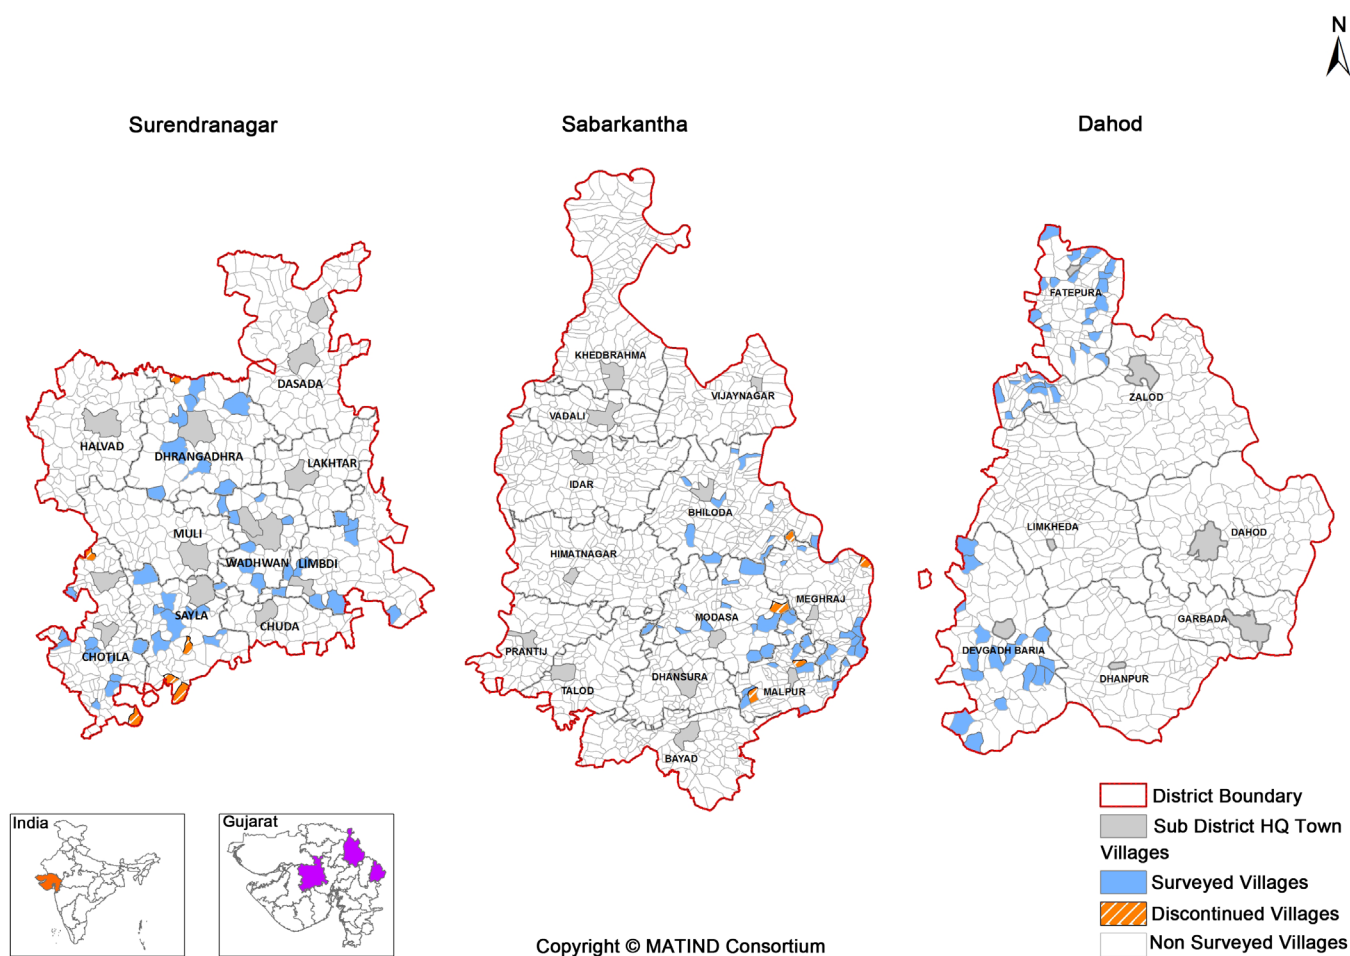 N
Surendranagar
Sabarkantha
Dahod
FATEPURA
KHEDBRAHMA
DASADA
VIJAYNAGAR
ZALOD
VADALI
HALVAD
DHRANGADHRA
LAKHTAR
IDAR
BHILODA
LIMKHEDA
DAHOD
MULI
HIMATNAGAR
WADHWAN
LIMBDI
MEGHRAJ
SAYLA
CHUDA
MODASA
GARBADA
CHOTILA
PRANTIJ
DEVGADH BARIA
TALOD
DHANSURA
MALPUR
DHANPUR
BAYAD
India
Gujarat
District Boundary
Sub District HQ Town
Villages
Surveyed Villages
Discontinued Villages
Non Surveyed Villages
Copyright © MATIND Consortium